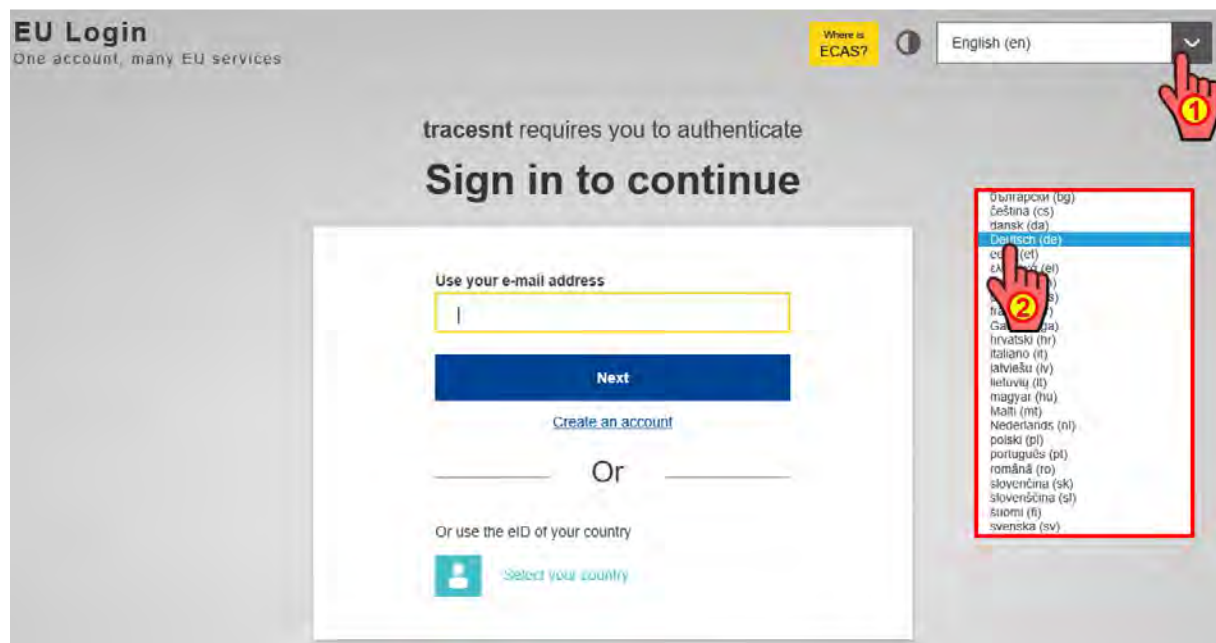 EU Login
One account, many EU services
Where is
ECAS?
English (en)
1
tracesnt requires you to authenticate
Sign in to continue
Use your e-mail address
Next
Create an account
Or
Or use the eID of your country
Select your country
български (bg)
čeština (cs)
dansk (da)
Deutsch (de)
(et)
(el)
2
hrvatski (hr)
italiano (it)
latviešu (lv)
lietuvių (lt)
magyar (hu)
Malti (mt)
Nederlands (nl)
polski (pl)
português (pt)
română (ro)
slovenčina (sk)
slovenščina (sl)
suomi (fi)
svenska (sv)